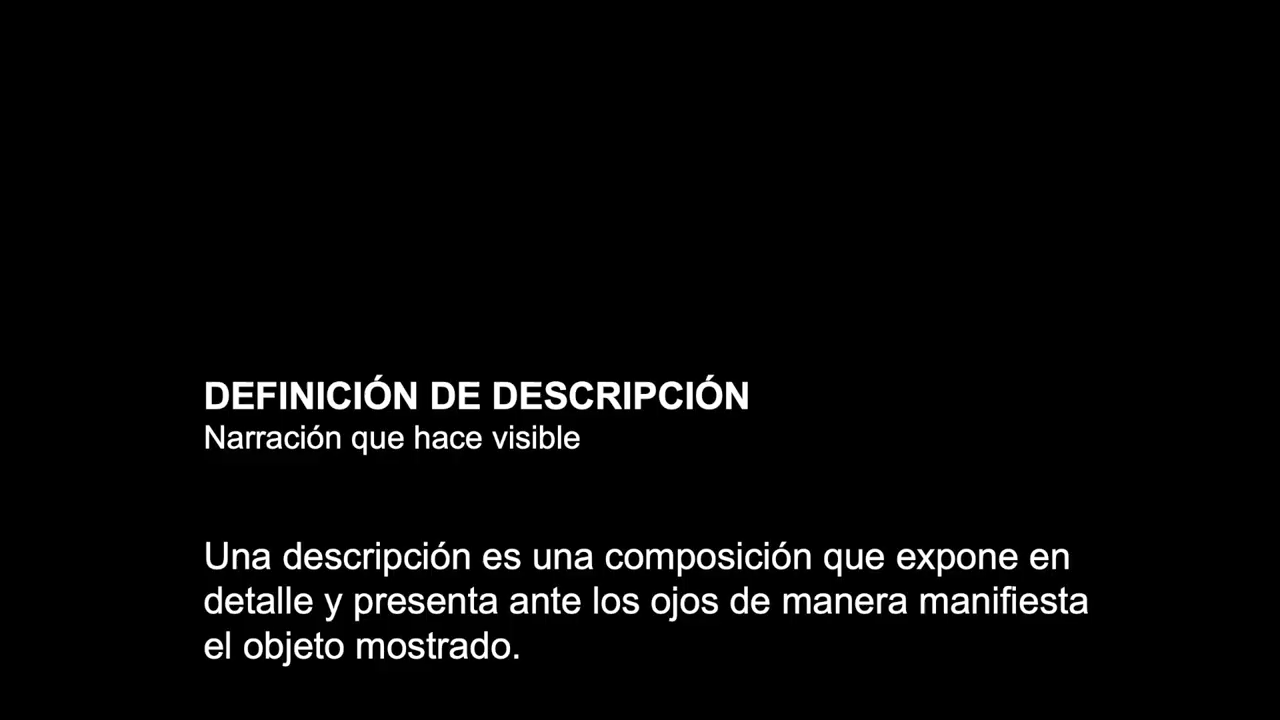 DEFINICIÓN DE DESCRIPCIÓN
Narración que hace visible
Una descripción es una composición que expone en
detalle y presenta ante los ojos de manera manifiesta
el objeto mostrado.